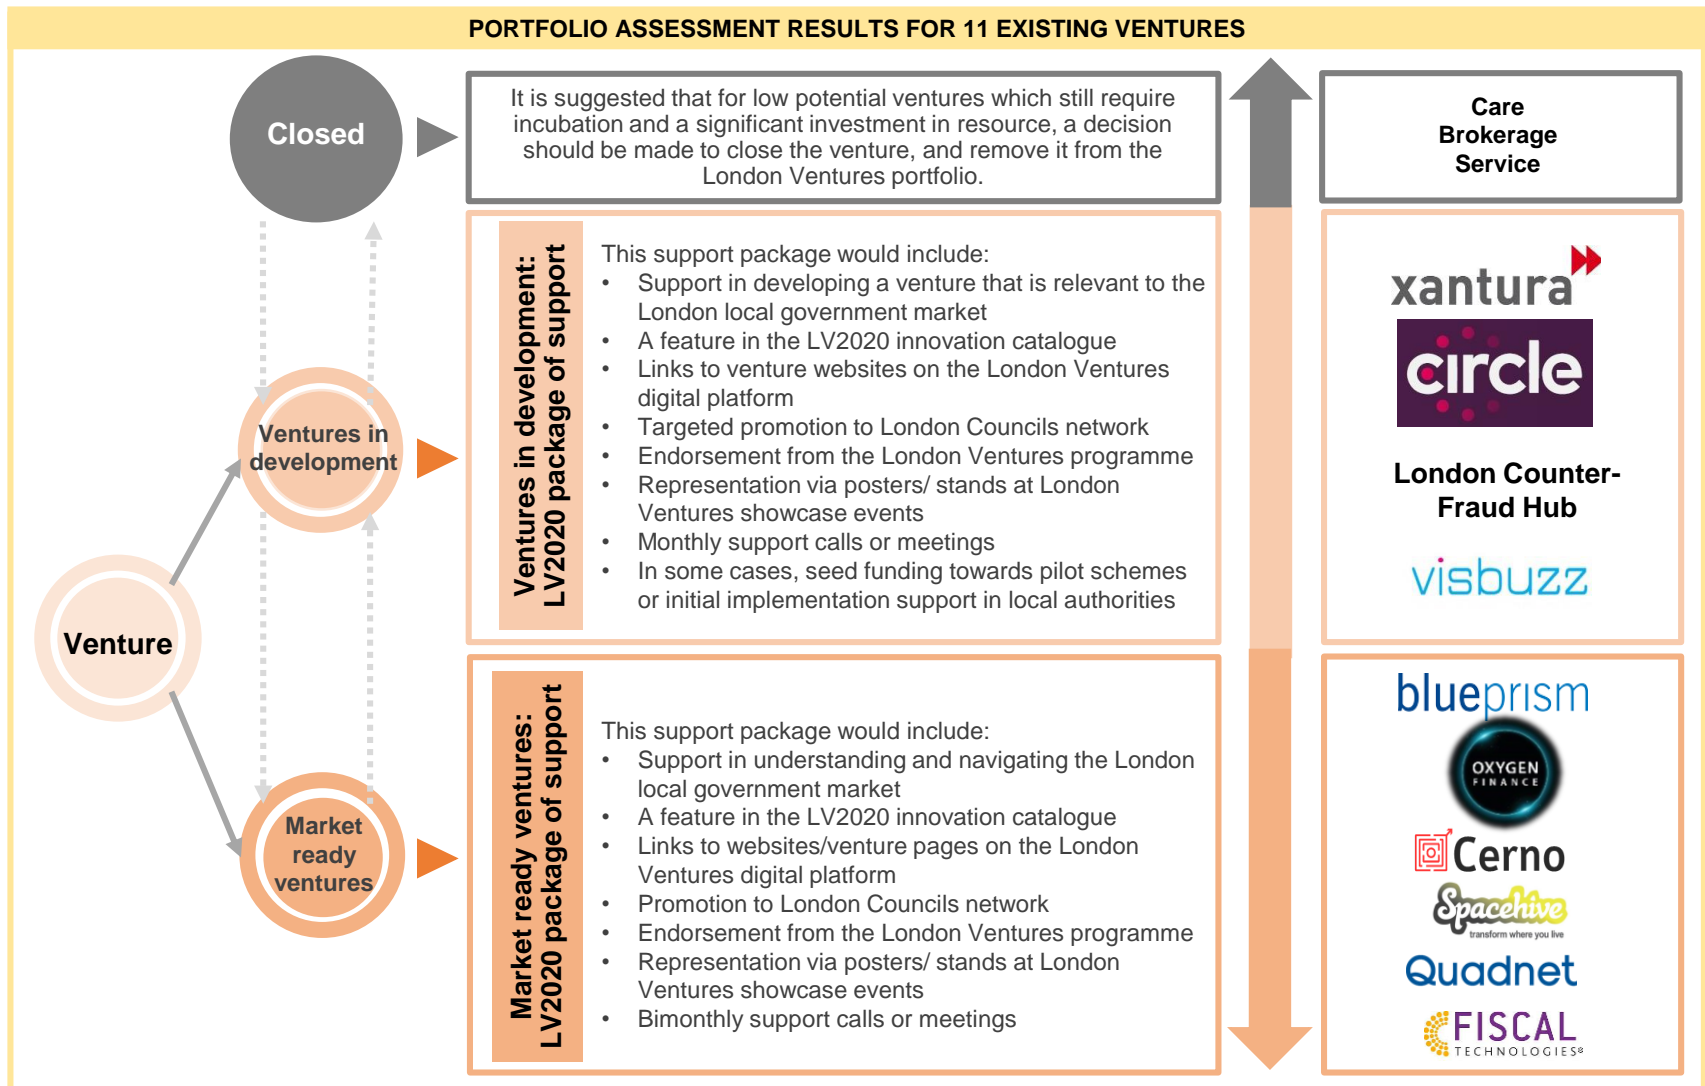 PORTFOLIO ASSESSMENT RESULTS FOR 11 EXISTING VENTURES
Closed
It is suggested that for low potential ventures which still require
incubation and a significant investment in resource, a decision
should be made to close the venture, and remove it from the
London Ventures portfolio.
Care
Brokerage
Service
Venture
Ventures in
development
Ventures in development:
LV2020 package of support
This support package would include:
• Support in developing a venture that is relevant to the
London local government market
• A feature in the LV2020 innovation catalogue
• Links to venture websites on the London Ventures
digital platform
• Targeted promotion to London Councils network
• Endorsement from the London Ventures programme
• Representation via posters/ stands at London
Ventures showcase events
• Monthly support calls or meetings
• In some cases, seed funding towards pilot schemes
or initial implementation support in local authorities
xantura
circle
London Counter-
Fraud Hub
visbuzz
Market
ready
ventures
Market ready ventures:
LV2020 package of support
This support package would include:
• Support in understanding and navigating the London
local government market
• A feature in the LV2020 innovation catalogue
• Links to websites/venture pages on the London
Ventures digital platform
• Promotion to London Councils network
• Endorsement from the London Ventures programme
• Representation via posters/ stands at London
Ventures showcase events
• Bimonthly support calls or meetings
blueprism
OXYGEN
FINANCE
Cerno
Spacehive
transform where you live
Quadnet
FISCAL
TECHNOLOGIES®